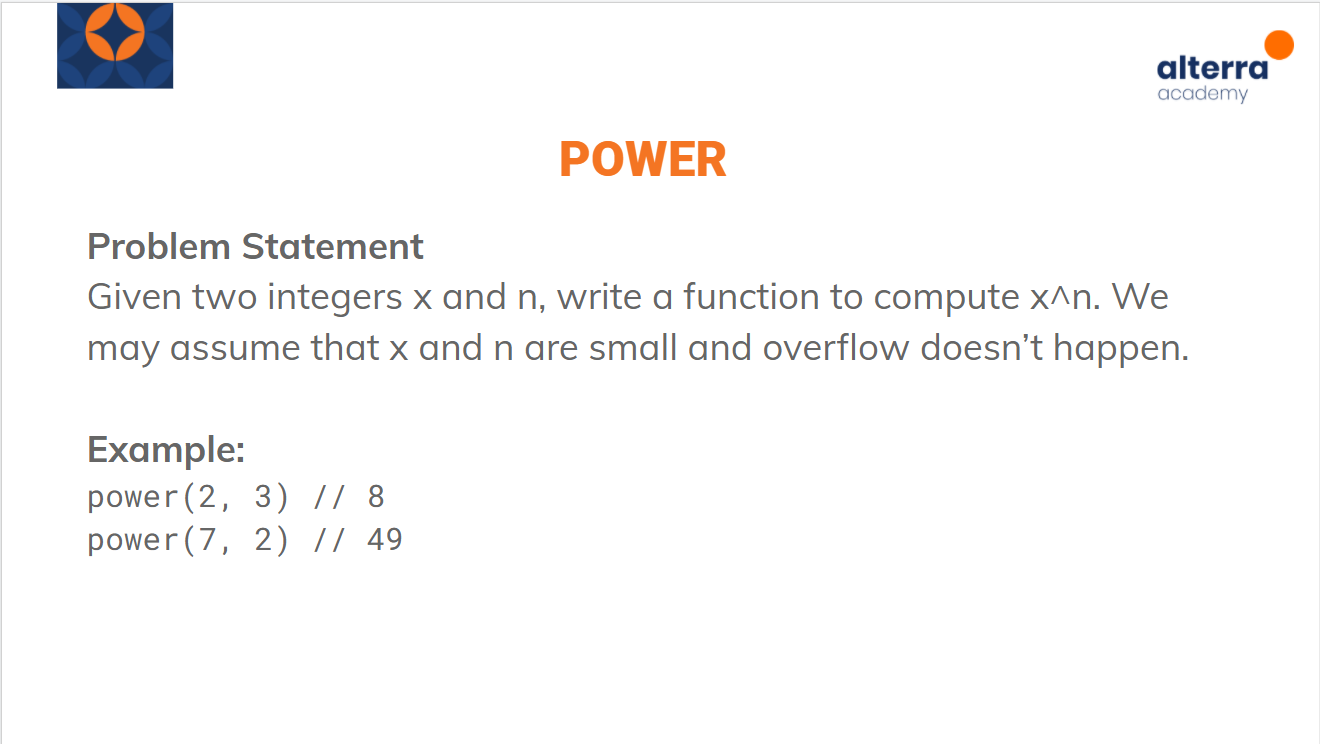 alterra
academy
POWER
Problem Statement
Given two integers x and n, write a function to compute x^n. We
may assume that x and n are small and overflow doesn’t happen.
Example:
power(2, 3) // 8
power(7, 2) // 49